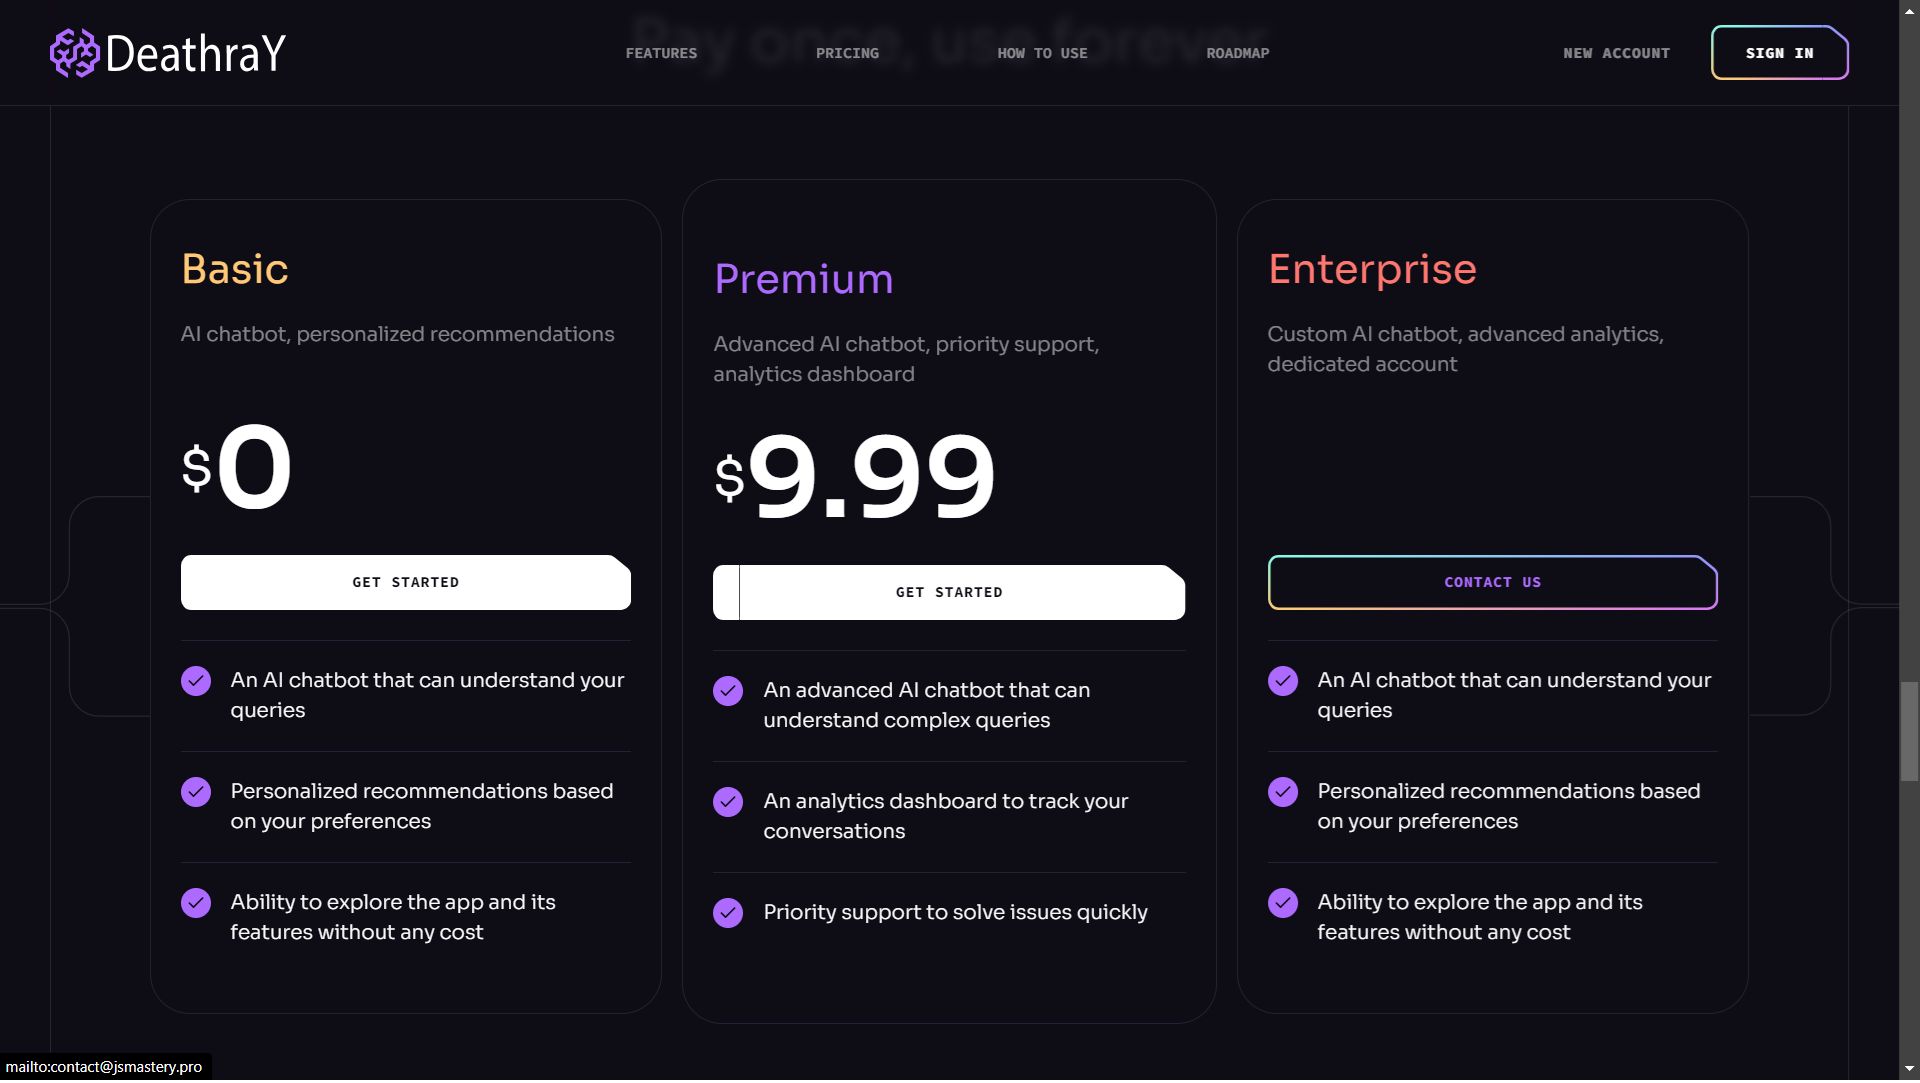 Pay once, use forever
DeathraY
FEATURES
PRICING
HOW TO USE
ROADMAP
NEW ACCOUNT
SIGN IN
Basic
AI chatbot, personalized recommendations
$0
GET STARTED
An AI chatbot that can understand your
queries
Personalized recommendations based
on your preferences
Ability to explore the app and its
features without any cost
Premium
Advanced AI chatbot, priority support,
analytics dashboard
$9.99
GET STARTED
An advanced AI chatbot that can
understand complex queries
An analytics dashboard to track your
conversations
Priority support to solve issues quickly
Enterprise
Custom AI chatbot, advanced analytics,
dedicated account
CONTACT US
An AI chatbot that can understand your
queries
Personalized recommendations based
on your preferences
Ability to explore the app and its
features without any cost
mailto:contact@jsmastery.pro